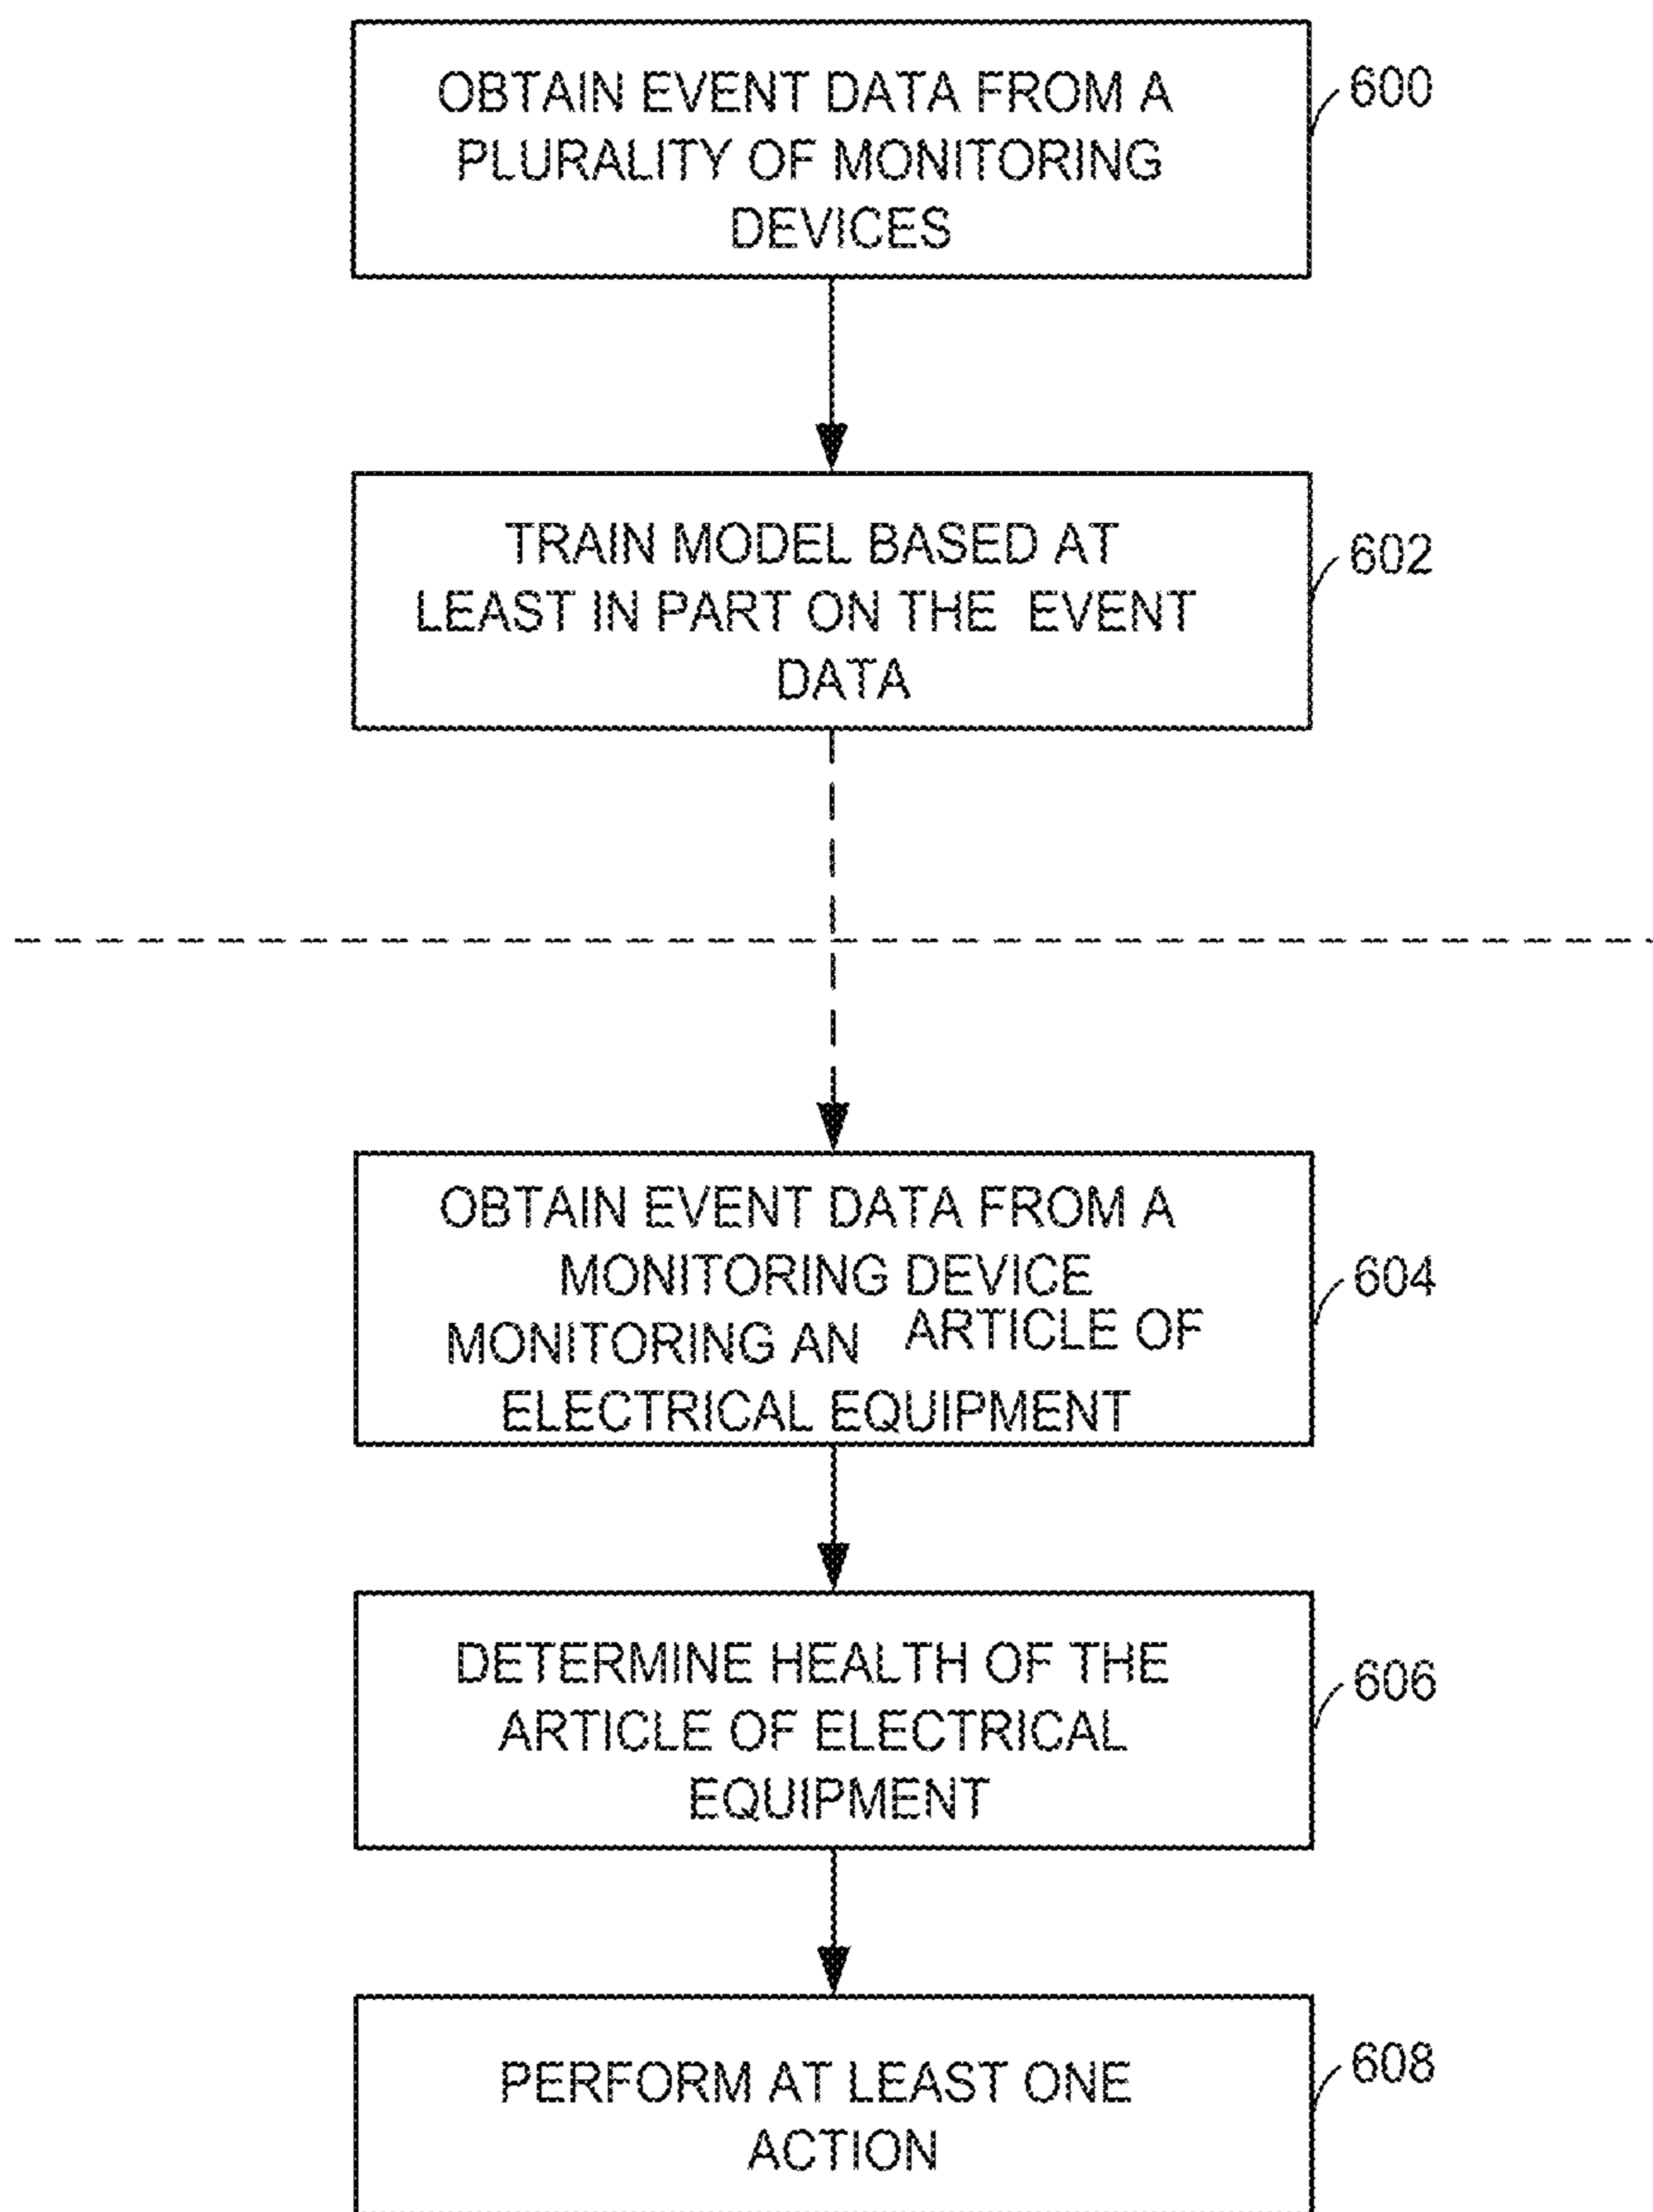 OBTAIN EVENT DATA FROM A
PLURALITY OF MONITORING
DEVICES
600
TRAIN MODEL BASED AT
LEAST IN PART ON THE EVENT
DATA
602
OBTAIN EVENT DATA FROM A
MONITORING DEVICE
MONITORING AN ARTICLE OF
ELECTRICAL EQUIPMENT
604
DETERMINE HEALTH OF THE
ARTICLE OF ELECTRICAL
EQUIPMENT
606
PERFORM AT LEAST ONE
ACTION
608